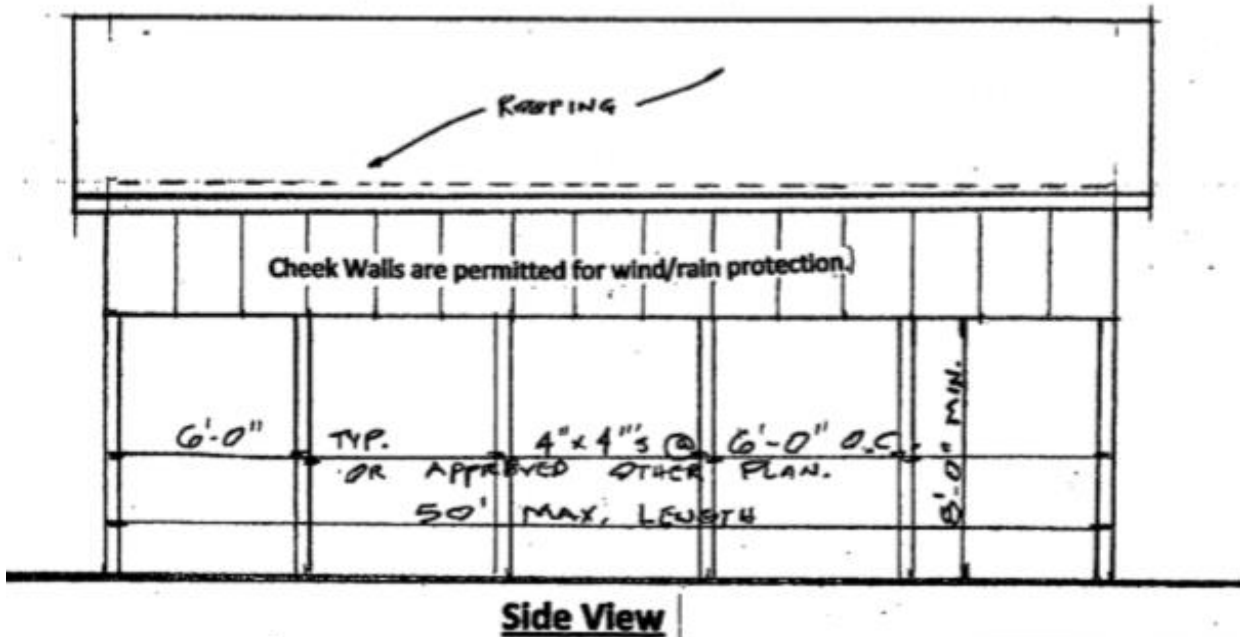 ROOFING
Cheek Walls are permitted for wind/rain protection.)
6'-0" TYP. 4"x4"'s @ 6'-0" O.C.
OR APPREVED OTHER PLAN.
50' MAX, LENGTH
8'-0" MIN.
Side View